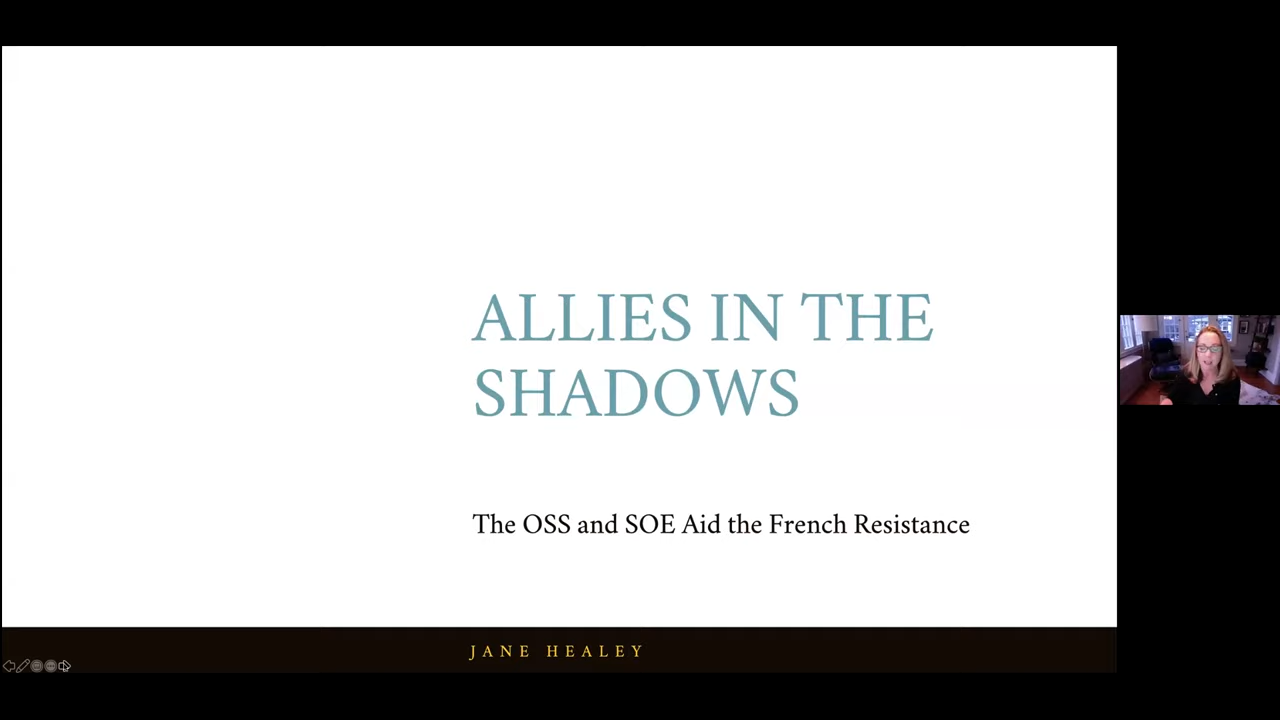 ALLIES IN THE
SHADOWS
The OSS and SOE Aid the French Resistance
JANE HEALEY